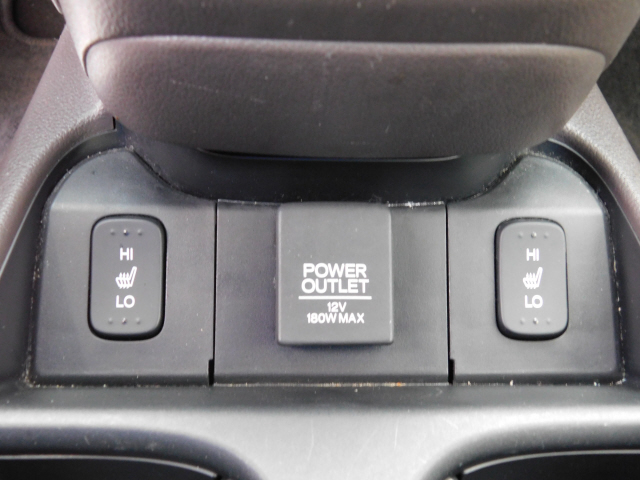 HI
LO
POWER
OUTLET
12V
180W MAX
HI
LO